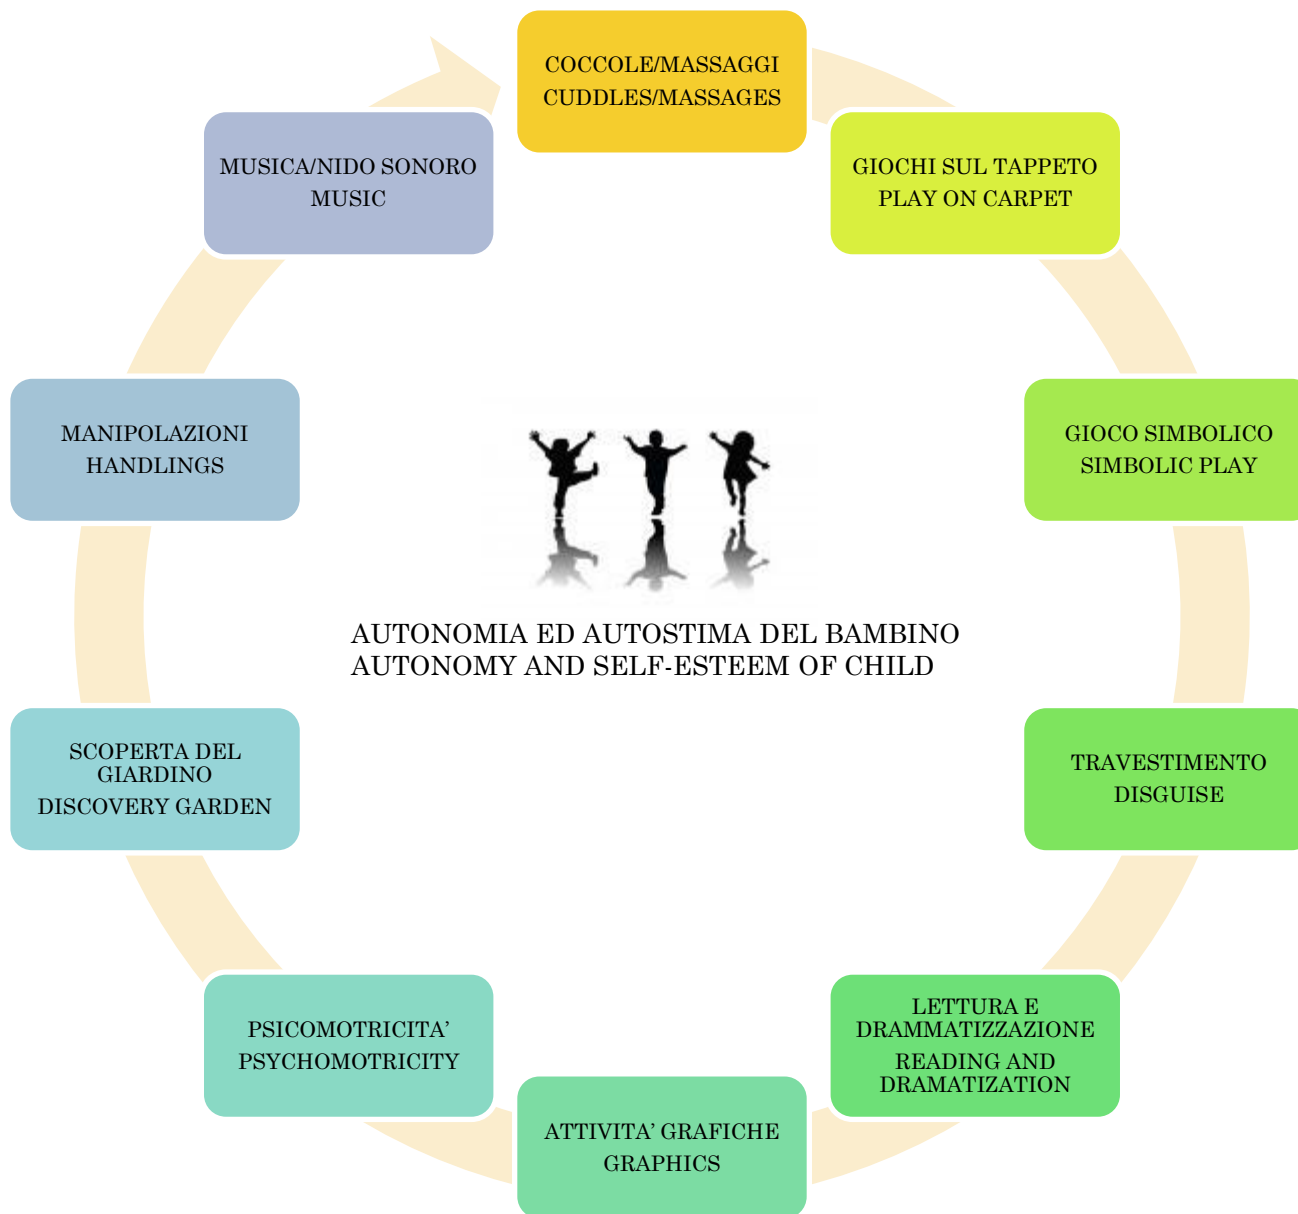 COCCOLE/MASSAGGI
CUDDLES/MASSAGES
GIOCHI SUL TAPPETO
PLAY ON CARPET
GIOCO SIMBOLICO
SIMBOLIC PLAY
TRAVESTIMENTO
DISGUISE
LETTURA E
DRAMMATIZZAZIONE
READING AND
DRAMATIZATION
ATTIVITA’ GRAFICHE
GRAPHICS
PSICOMOTRICITA’
PSYCHOMOTRICITY
SCOPERTA DEL
GIARDINO
DISCOVERY GARDEN
MANIPOLAZIONI
HANDLINGS
MUSICA/NIDO SONORO
MUSIC
AUTONOMIA ED AUTOSTIMA DEL BAMBINO
AUTONOMY AND SELF-ESTEEM OF CHILD